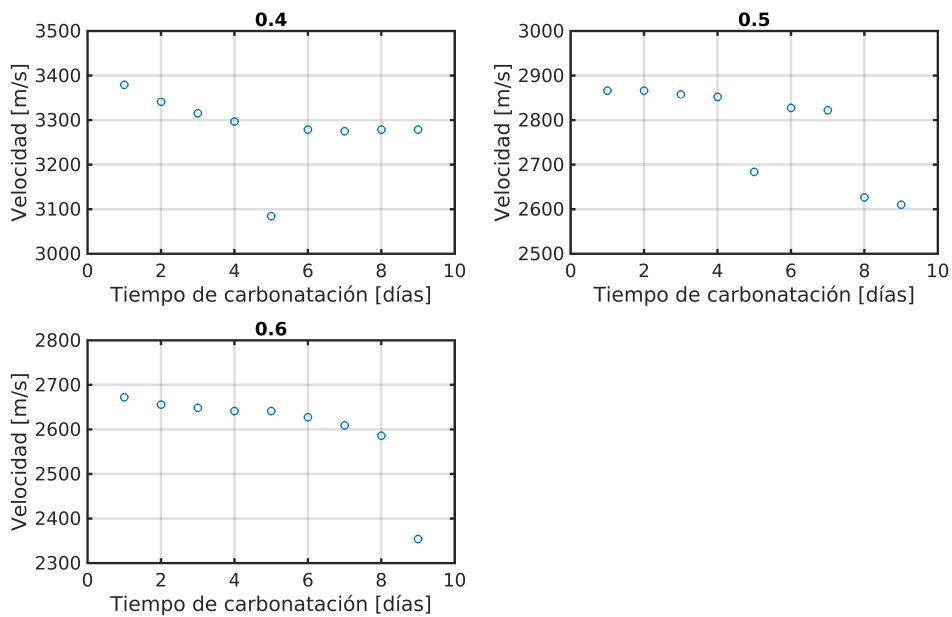 0.4
3500
3400
3300
3200
3100
3000
Velocidad [m/s]
0 2 4 6 8 10
Tiempo de carbonatación [días]
0.5
3000
2900
2800
2700
2600
2500
Velocidad [m/s]
0 2 4 6 8 10
Tiempo de carbonatación [días]
0.6
2800
2700
2600
2500
2400
2300
Velocidad [m/s]
0 2 4 6 8 10
Tiempo de carbonatación [días]